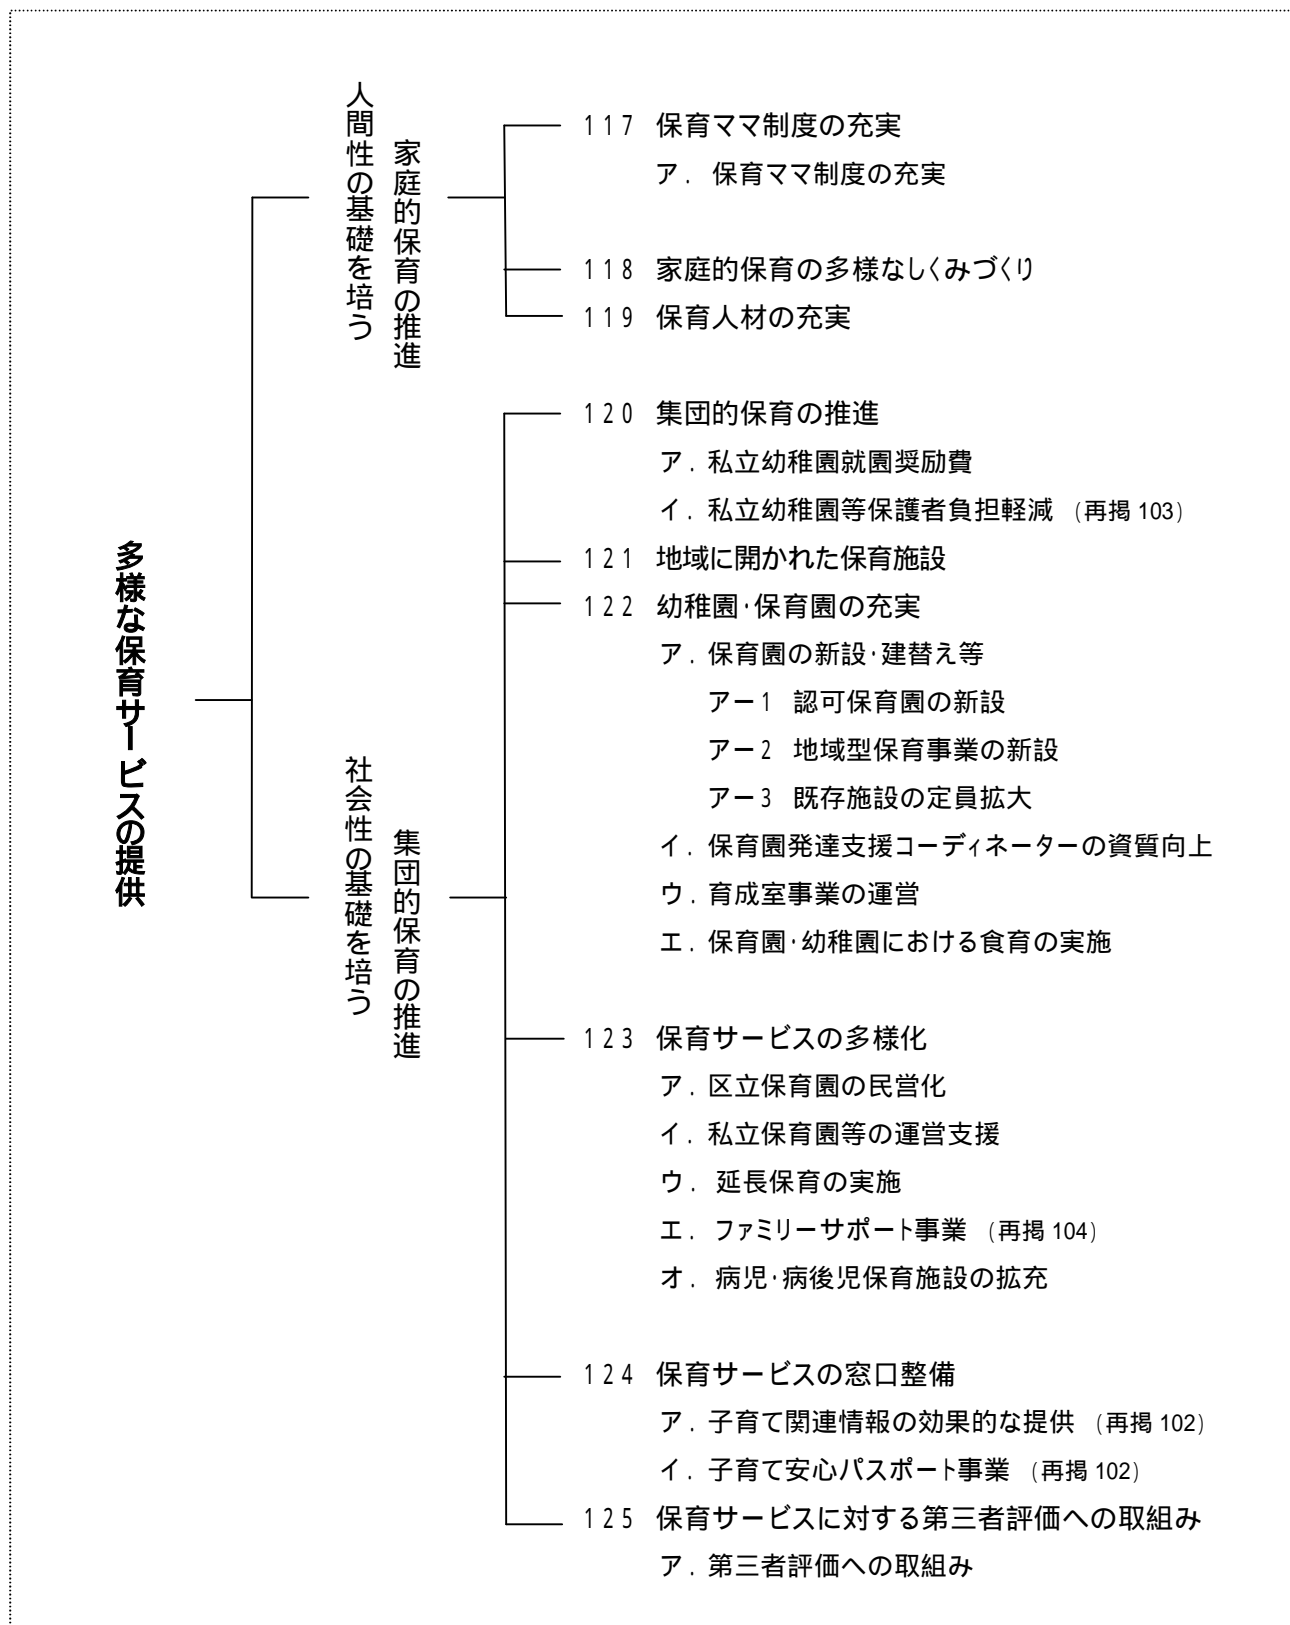 多様な保育サービスの提供
人間性の基礎を培う
家庭的保育の推進
117 保育ママ制度の充実
ア. 保育ママ制度の充実
118 家庭的保育の多様なしくみづくり
119 保育人材の充実
社会性の基礎を培う
集団的保育の推進
120 集団的保育の推進
ア. 私立幼稚園就園奨励費
イ. 私立幼稚園等保護者負担軽減 (再掲 103)
121 地域に開かれた保育施設
122 幼稚園・保育園の充実
ア. 保育園の新設・建替え等
アー1 認可保育園の新設
アー2 地域型保育事業の新設
アー3 既存施設の定員拡大
イ. 保育園発達支援コーディネーターの資質向上
ウ. 育成室事業の運営
エ. 保育園・幼稚園における食育の実施
123 保育サービスの多様化
ア. 区立保育園の民営化
イ. 私立保育園等の運営支援
ウ. 延長保育の実施
エ. ファミリーサポート事業 (再掲 104)
オ. 病児・病後児保育施設の拡充
124 保育サービスの窓口整備
ア. 子育て関連情報の効果的な提供 (再掲 102)
イ. 子育て安心パスポート事業 (再掲 102)
125 保育サービスに対する第三者評価への取組み
ア. 第三者評価への取組み